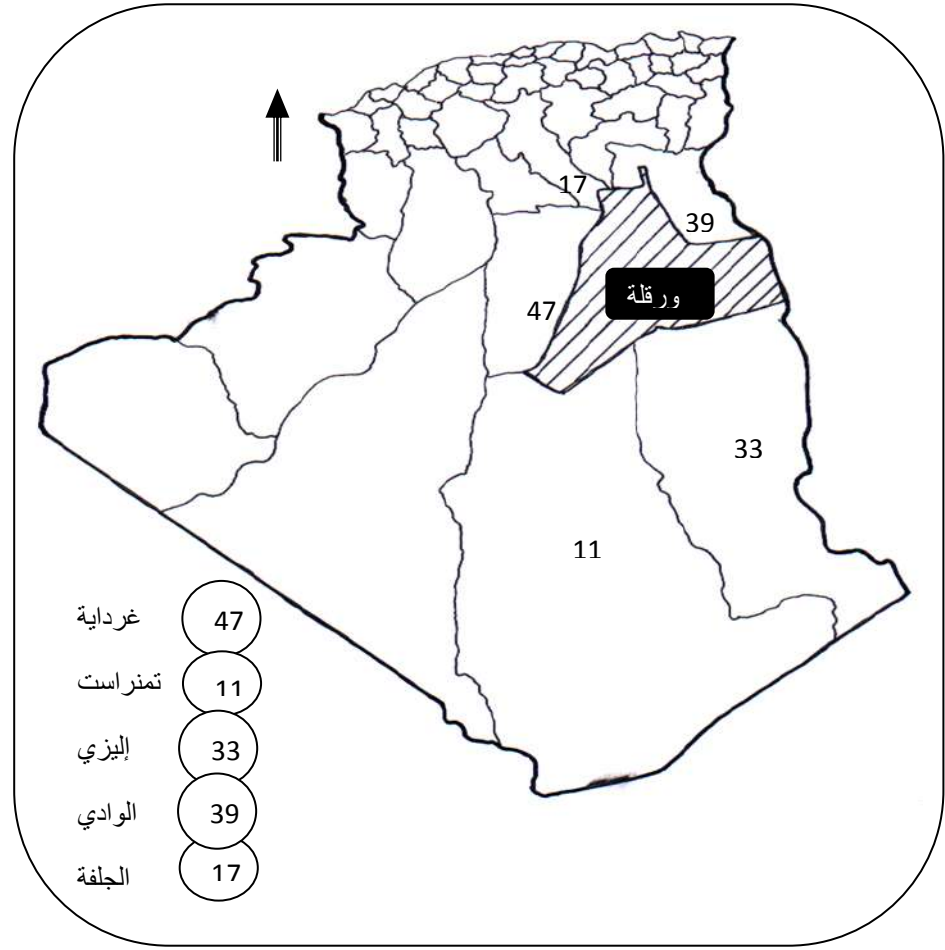 17
39
ورقلة
47
33
11
غرداية 47
تمنراست 11
إليزي 33
الوادي 39
الجلفة 17